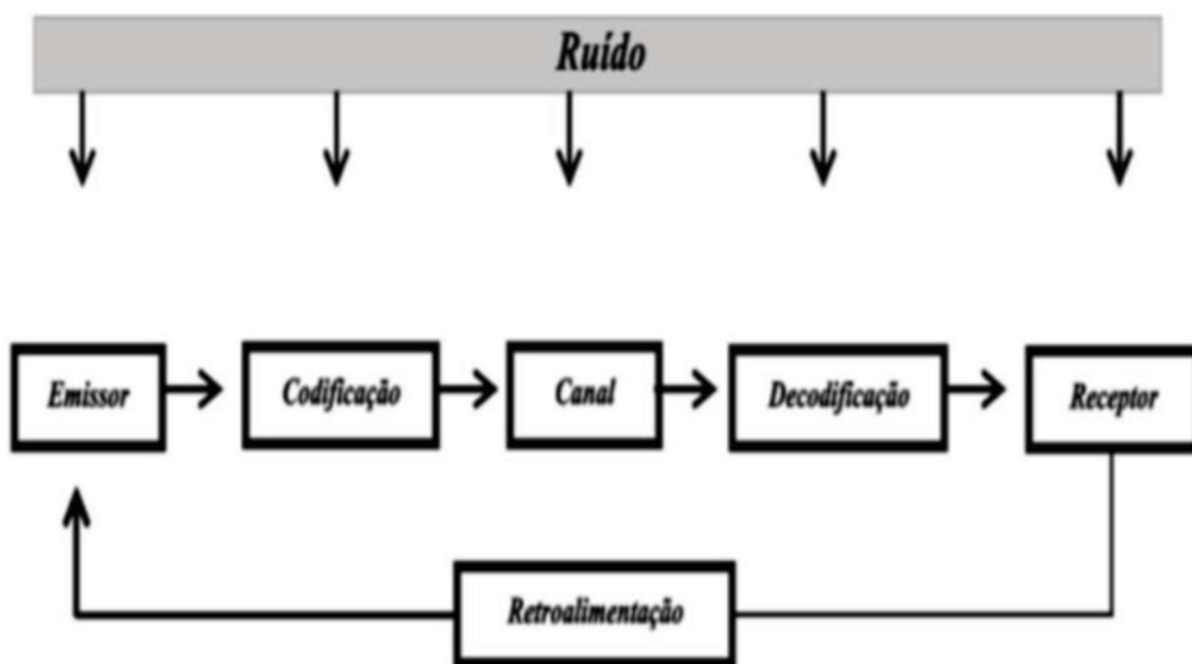 Ruído
Emissor
Codificação
Canal
Decodificação
Receptor
Retroalimentação